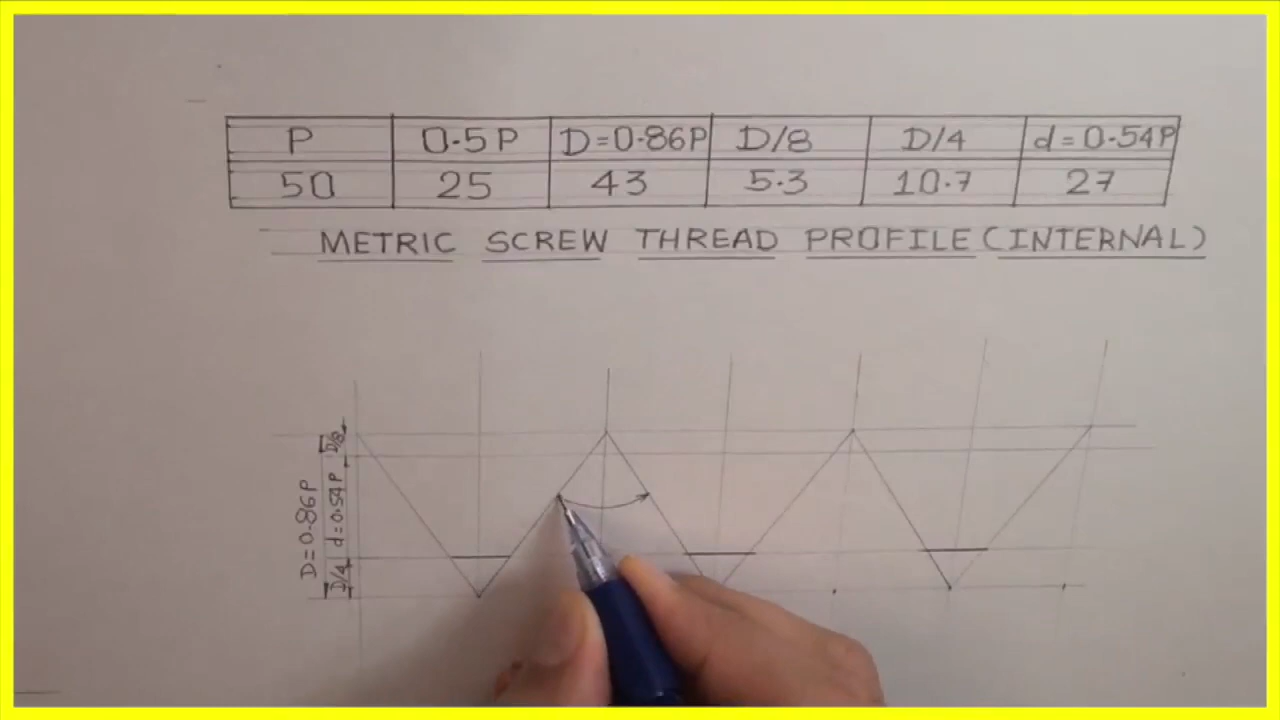 P 0.5P D=0.86P D/8 D/4 d=0.54P
50 25 43 5.3 10.7 27
METRIC SCREW THREAD PROFILE (INTERNAL)
D/8
d=0.54P
D=0.86P
D/4